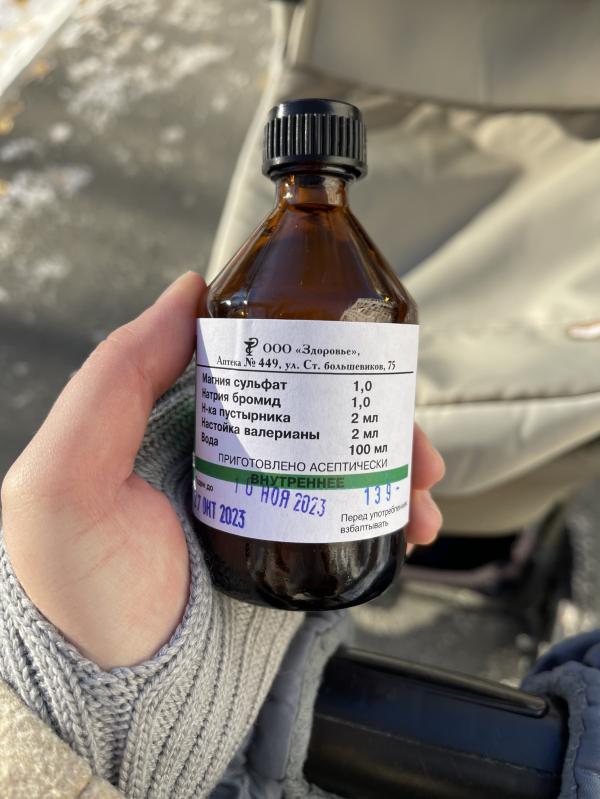 ООО «Здоровье»,
Аптека № 449, ул. Ст. большевиков, 75
Магния сульфат 1,0
Натрия бромид 1,0
Н-ка пустырника 2 мл
Настойка валерианы 2 мл
Вода 100 мл
ПРИГОТОВЛЕНО АСЕПТИЧЕСКИ
ВНУТРЕННЕЕ
до 10 НОЯ 2023 139-
ОКТ 2023
Перед употреблен
взбалтывать